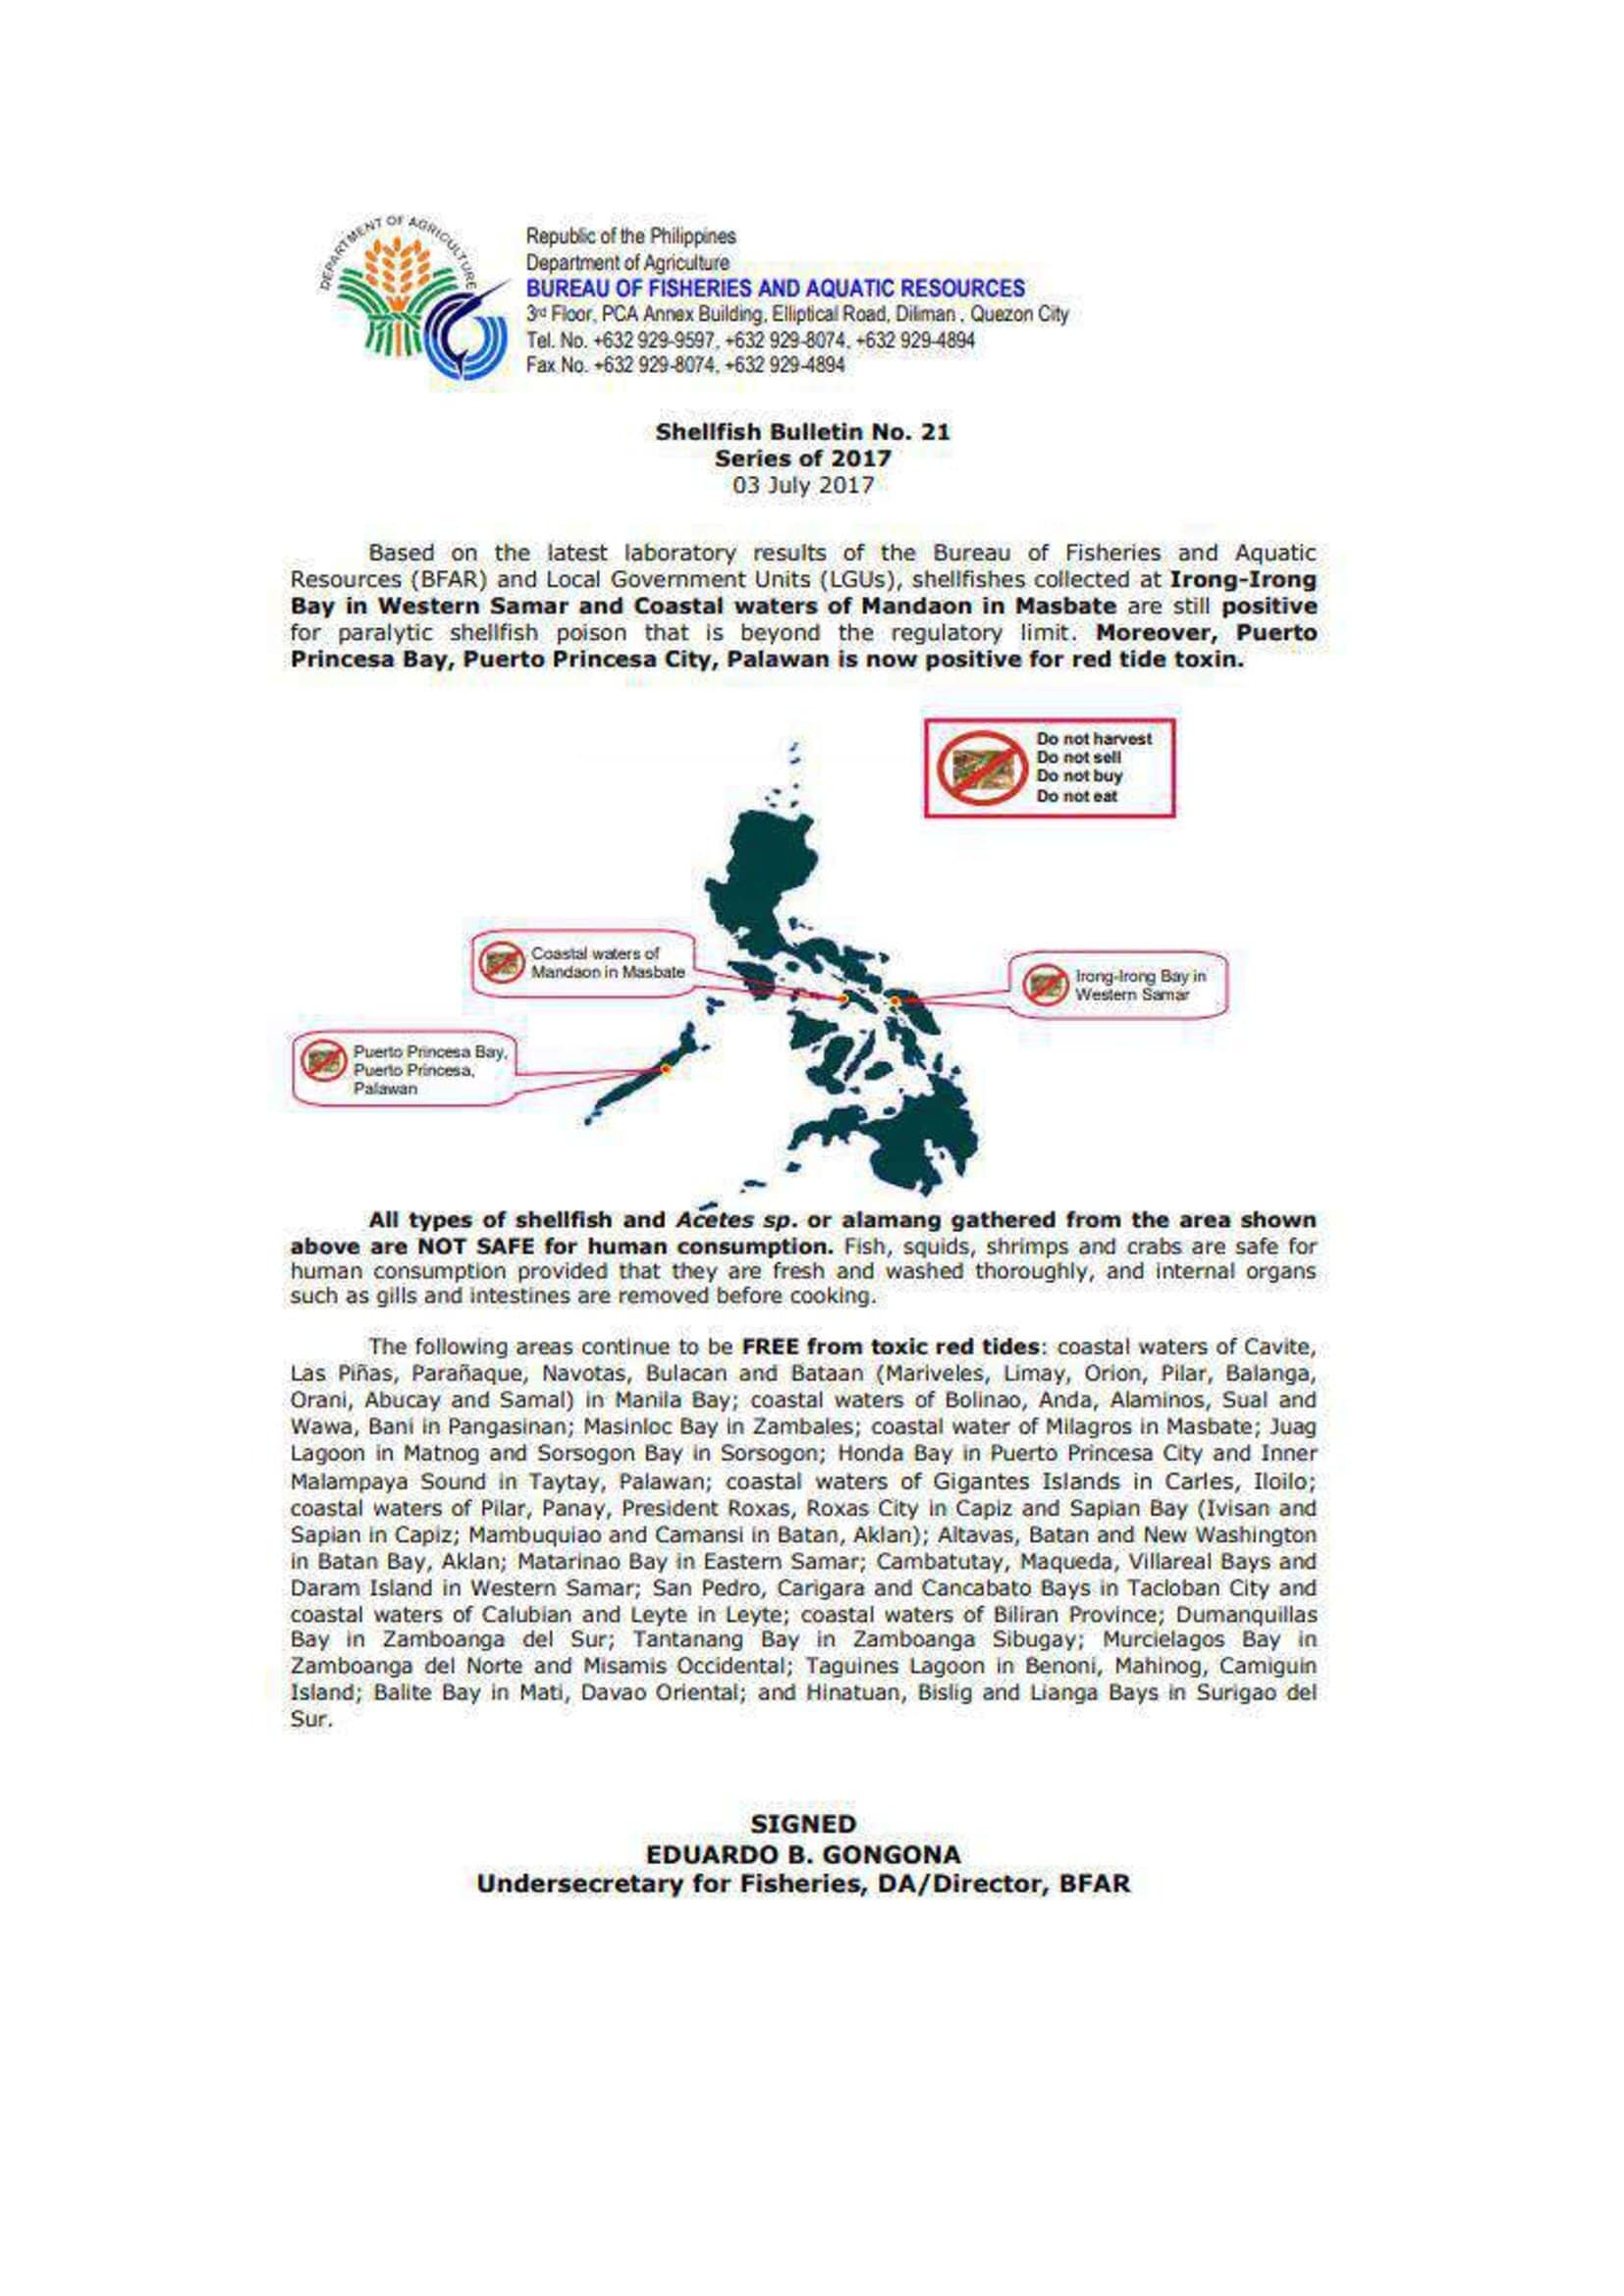 DEPARTMENT OF AGRICULTURE
Republic of the Philippines
Department of Agriculture
BUREAU OF FISHERIES AND AQUATIC RESOURCES
3rd Floor, PCA Annex Building, Elliptical Road, Diliman , Quezon City
Tel. No. +632 929-9597, +632 929-8074, +632 929-4894
Fax No. +632 929-8074, +632 929-4894
Shellfish Bulletin No. 21
Series of 2017
03 July 2017
Based on the latest laboratory results of the Bureau of Fisheries and Aquatic
Resources (BFAR) and Local Government Units (LGUs), shellfishes collected at Irong-Irong
Bay in Western Samar and Coastal waters of Mandaon in Masbate are still positive
for paralytic shellfish poison that is beyond the regulatory limit. Moreover, Puerto
Princesa Bay, Puerto Princesa City, Palawan is now positive for red tide toxin.
Do not harvest
Do not sell
Do not buy
Do not eat
Coastal waters of
Mandaon in Masbate
Irong-Irong Bay in
Western Samar
Puerto Princesa Bay,
Puerto Princesa,
Palawan
All types of shellfish and Acetes sp. or alamang gathered from the area shown
above are NOT SAFE for human consumption. Fish, squids, shrimps and crabs are safe for
human consumption provided that they are fresh and washed thoroughly, and internal organs
such as gills and intestines are removed before cooking.
The following areas continue to be FREE from toxic red tides: coastal waters of Cavite,
Las Piñas, Parañaque, Navotas, Bulacan and Bataan (Mariveles, Limay, Orion, Pilar, Balanga,
Orani, Abucay and Samal) in Manila Bay; coastal waters of Bolinao, Anda, Alaminos, Sual and
Wawa, Bani in Pangasinan; Masinloc Bay in Zambales; coastal water of Milagros in Masbate; Juag
Lagoon in Matnog and Sorsogon Bay in Sorsogon; Honda Bay in Puerto Princesa City and Inner
Malampaya Sound in Taytay, Palawan; coastal waters of Gigantes Islands in Carles, Iloilo;
coastal waters of Pilar, Panay, President Roxas, Roxas City in Capiz and Sapian Bay (Ivisan and
Sapian in Capiz; Mambuquiao and Camansi in Batan, Aklan); Altavas, Batan and New Washington
in Batan Bay, Aklan; Matarinao Bay in Eastern Samar; Cambatutay, Maqueda, Villareal Bays and
Daram Island in Western Samar; San Pedro, Carigara and Cancabato Bays in Tacloban City and
coastal waters of Calubian and Leyte in Leyte; coastal waters of Biliran Province; Dumanquillas
Bay in Zamboanga del Sur; Tantanang Bay in Zamboanga Sibugay; Murcielagos Bay in
Zamboanga del Norte and Misamis Occidental; Taguines Lagoon in Benoni, Mahinog, Camiguin
Island; Balite Bay in Mati, Davao Oriental; and Hinatuan, Bislig and Lianga Bays in Surigao del
Sur.
SIGNED
EDUARDO B. GONGONA
Undersecretary for Fisheries, DA/Director, BFAR